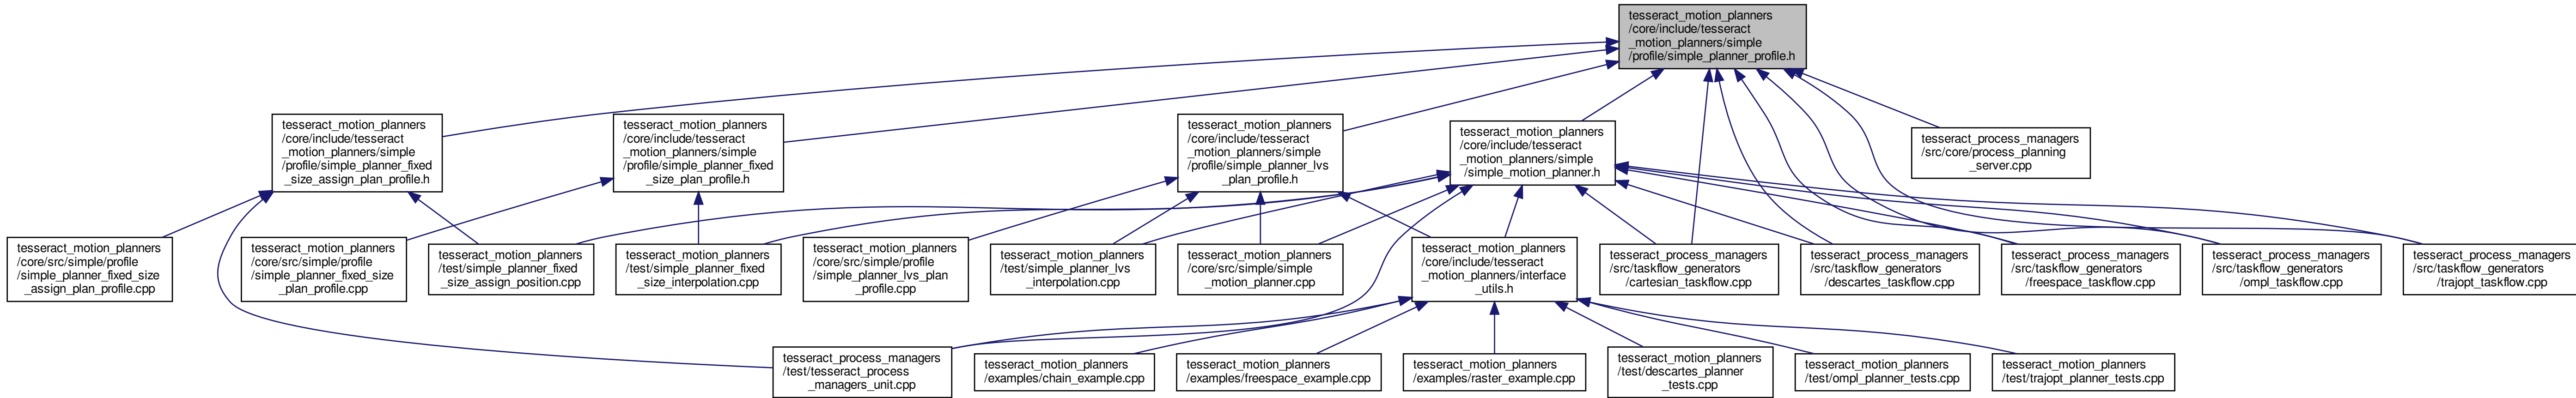 tesseract_motion_planners
/core/include/tesseract
_motion_planners/simple
/profile/simple_planner_profile.h
tesseract_motion_planners
/core/include/tesseract
_motion_planners/simple
/profile/simple_planner_fixed
_size_assign_plan_profile.h
tesseract_motion_planners
/core/include/tesseract
_motion_planners/simple
/profile/simple_planner_fixed
_size_plan_profile.h
tesseract_motion_planners
/core/include/tesseract
_motion_planners/simple
/profile/simple_planner_lvs
_plan_profile.h
tesseract_motion_planners
/core/include/tesseract
_motion_planners/simple
/simple_motion_planner.h
tesseract_process_managers
/src/core/process_planning
_server.cpp
tesseract_motion_planners
/core/src/simple/profile
/simple_planner_fixed_size
_assign_plan_profile.cpp
tesseract_motion_planners
/core/src/simple/profile
/simple_planner_fixed_size
_plan_profile.cpp
tesseract_motion_planners
/test/simple_planner_fixed
_size_assign_position.cpp
tesseract_motion_planners
/test/simple_planner_fixed
_size_interpolation.cpp
tesseract_motion_planners
/core/src/simple/profile
/simple_planner_lvs_plan
_profile.cpp
tesseract_motion_planners
/test/simple_planner_lvs
_interpolation.cpp
tesseract_motion_planners
/core/src/simple/simple
_motion_planner.cpp
tesseract_motion_planners
/core/include/tesseract
_motion_planners/interface
_utils.h
tesseract_process_managers
/src/taskflow_generators
/cartesian_taskflow.cpp
tesseract_process_managers
/src/taskflow_generators
/descartes_taskflow.cpp
tesseract_process_managers
/src/taskflow_generators
/freespace_taskflow.cpp
tesseract_process_managers
/src/taskflow_generators
/ompl_taskflow.cpp
tesseract_process_managers
/src/taskflow_generators
/trajopt_taskflow.cpp
tesseract_process_managers
/test/tesseract_process
_managers_unit.cpp
tesseract_motion_planners
/examples/chain_example.cpp
tesseract_motion_planners
/examples/freespace_example.cpp
tesseract_motion_planners
/examples/raster_example.cpp
tesseract_motion_planners
/test/descartes_planner
_tests.cpp
tesseract_motion_planners
/test/ompl_planner_tests.cpp
tesseract_motion_planners
/test/trajopt_planner_tests.cpp